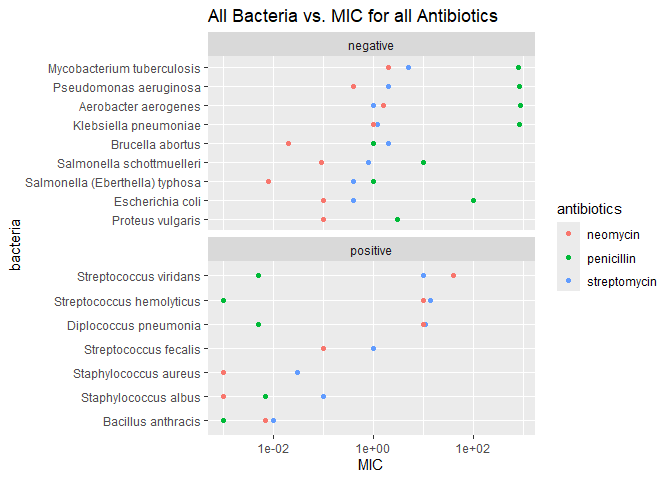 All Bacteria vs. MIC for all Antibiotics
negative
Mycobacterium tuberculosis
Pseudomonas aeruginosa
Aerobacter aerogenes
Klebsiella pneumoniae
Brucella abortus
Salmonella schottmuelleri
Salmonella (Eberthella) typhosa
Escherichia coli
Proteus vulgaris
bacteria
positive
Streptococcus viridans
Streptococcus hemolyticus
Diplococcus pneumonia
Streptococcus fecalis
Staphylococcus aureus
Staphylococcus albus
Bacillus anthracis
1e-02 1e+00 1e+02
MIC
antibiotics
neomycin
penicillin
streptomycin